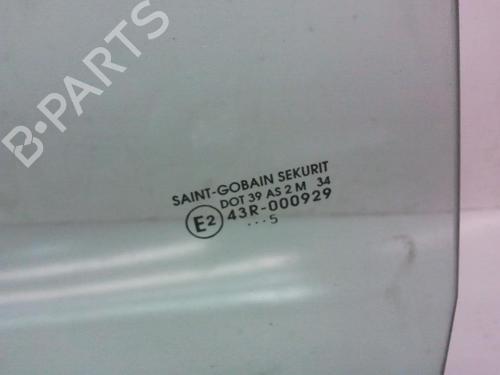 B-PARTS
SAINT-GOBAIN SEKURIT
DOT 39 AS 2 M 34
E2 43R-000929
...5